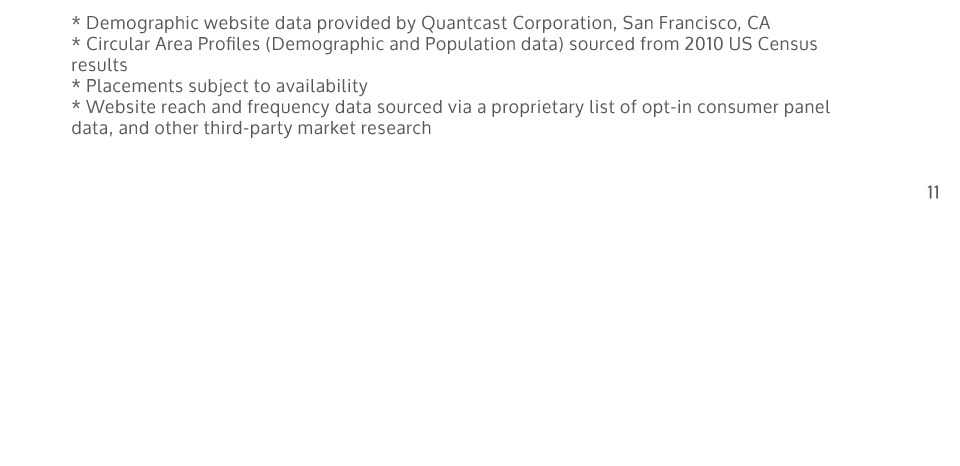 * Demographic website data provided by Quantcast Corporation, San Francisco, CA
* Circular Area Profiles (Demographic and Population data) sourced from 2010 US Census
results
* Placements subject to availability
* Website reach and frequency data sourced via a proprietary list of opt-in consumer panel
data, and other third-party market research
11